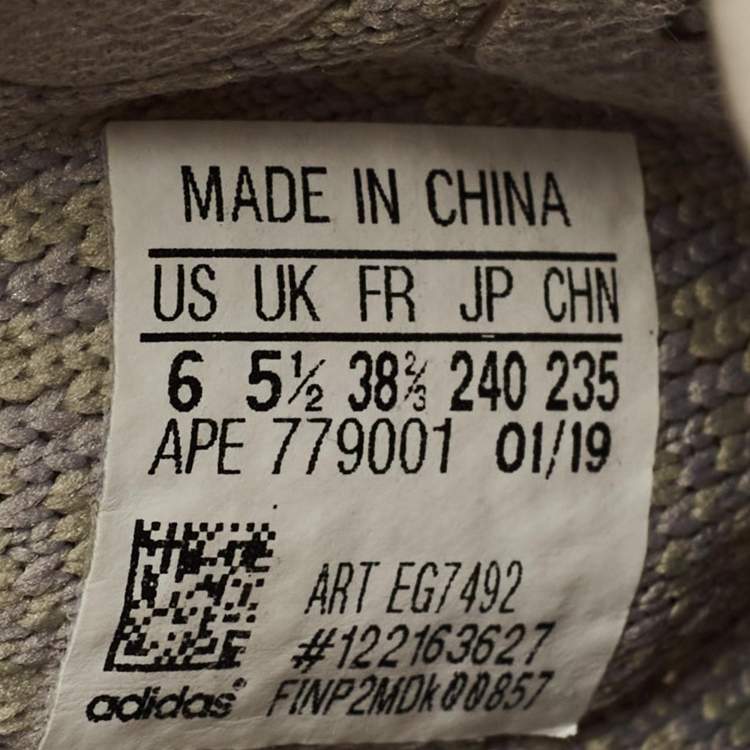 MADE IN CHINA
US UK FR JP CHN
6 5½ 38⅔ 240 235
APE 779001 01/19
ART EG7492
#122163627
adidas® FINP2MDk00857